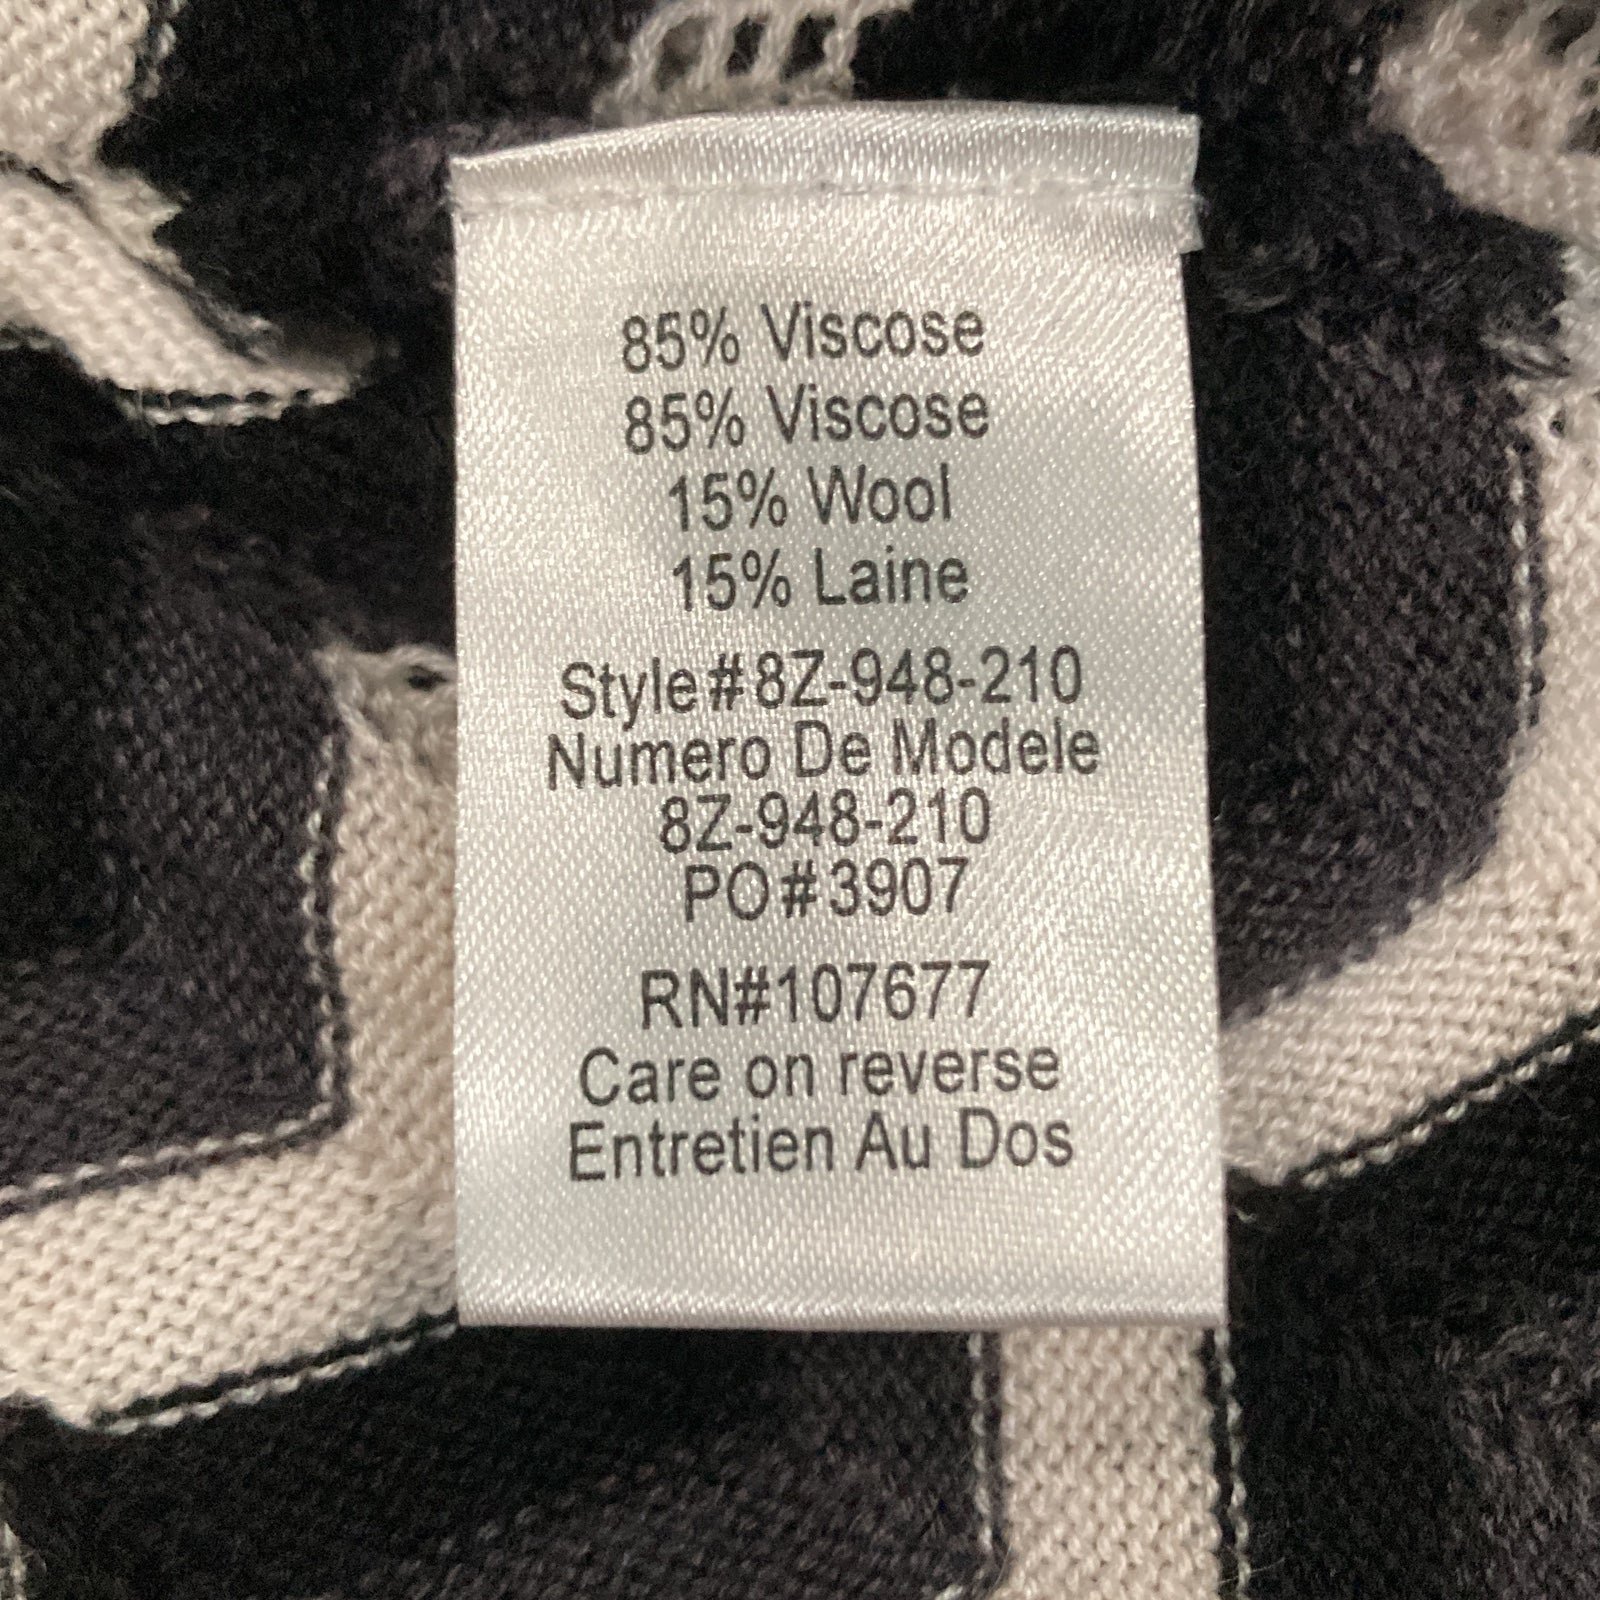 85% Viscose
85% Viscose
15% Wool
15% Laine
Style#8Z-948-210
Numero De Modele
8Z-948-210
PO#3907
RN#107677
Care on reverse
Entretien Au Dos